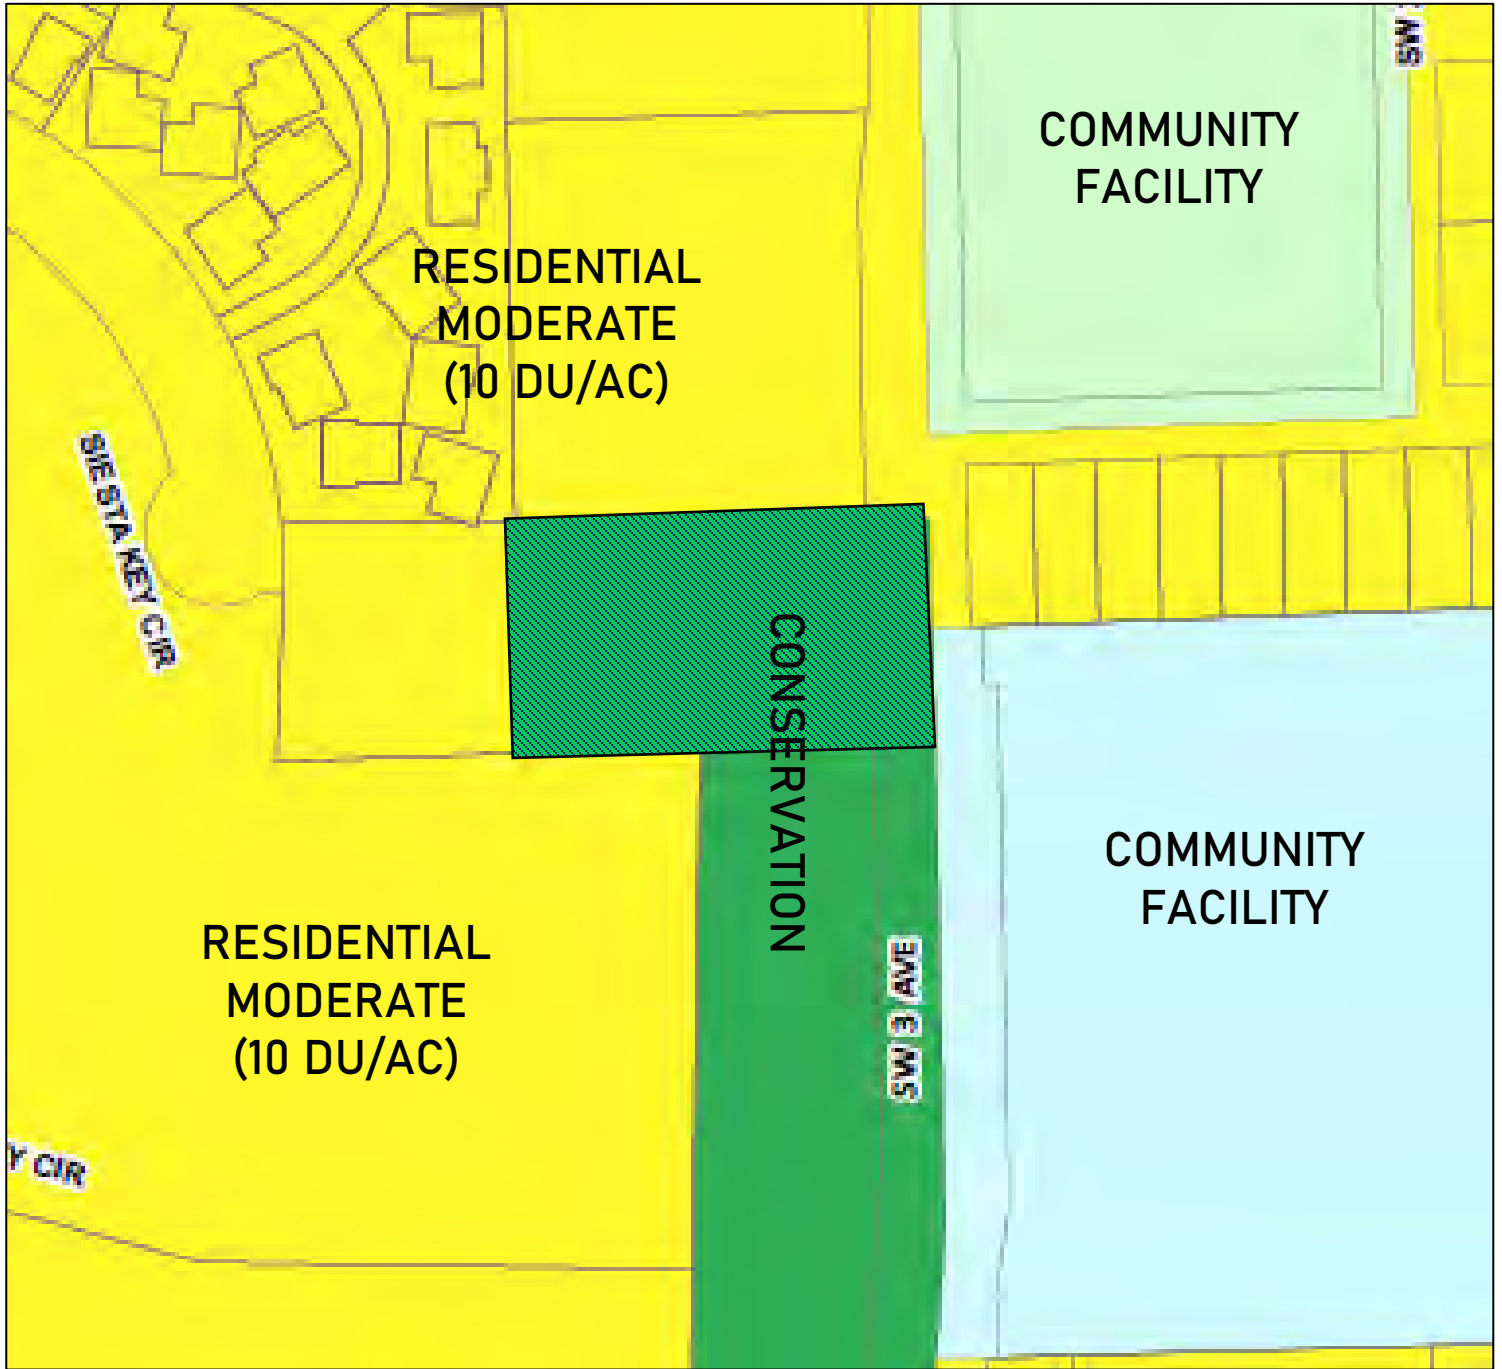 SW
COMMUNITY
FACILITY
RESIDENTIAL
MODERATE
(10 DU/AC)
SIESTA KEY CIR
CONSERVATION
COMMUNITY
FACILITY
RESIDENTIAL
MODERATE
(10 DU/AC)
SW 3 AVE
Y CIR